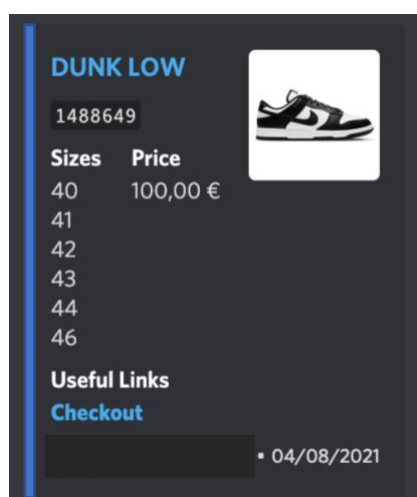 DUNK LOW
1488649
Sizes Price
40 100,00 €
41
42
43
44
46
Useful Links
Checkout
▪ 04/08/2021